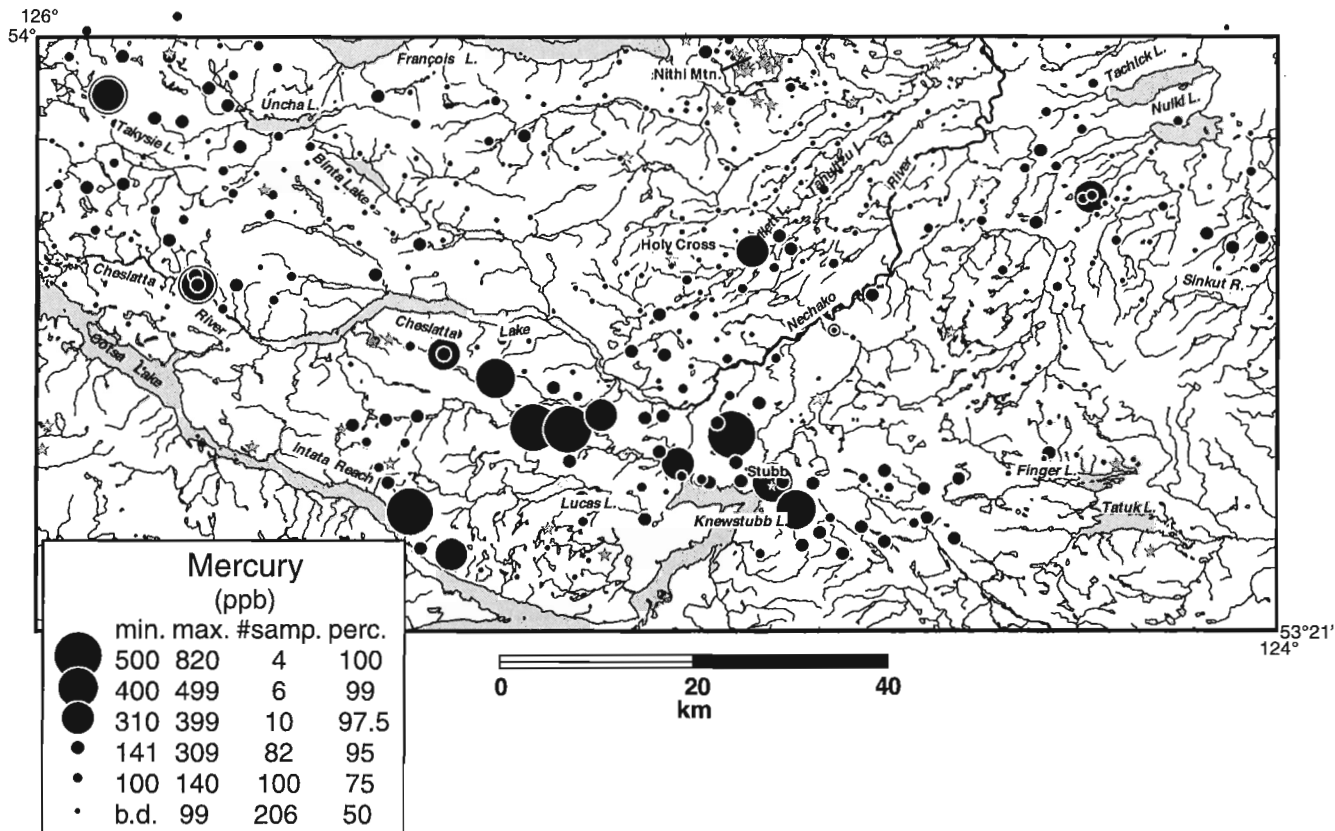 126°
54°
François L.
Nithi Mtn.
Tachick L.
Nulki L.
Uncha L.
Takysie L.
Binta Lake
Tahultzu L.
River
Holy Cross
Cheslatta
River
Sinkut R.
Nechako
Cheslatta
Lake
Ootsa Lake
Intata Reach
Stubb
Finger L.
Lucas L.
Knewstubb L.
Tatuk L.
53°21'
124°
0 20 40
km
Mercury
(ppb)
min. max. #samp. perc.
500 820 4 100
400 499 6 99
310 399 10 97.5
141 309 82 95
100 140 100 75
b.d. 99 206 50